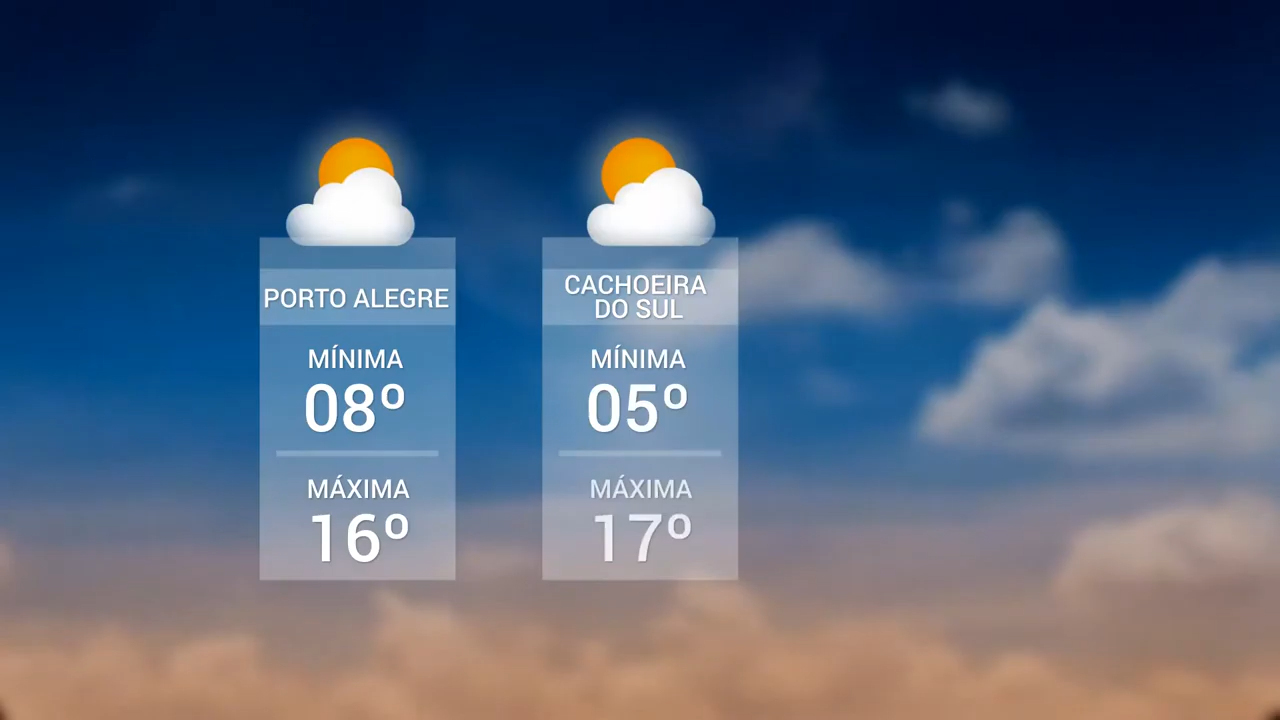 PORTO ALEGRE
MÍNIMA
08º
MÁXIMA
16º
CACHOEIRA
DO SUL
MÍNIMA
05º
MÁXIMA
17º